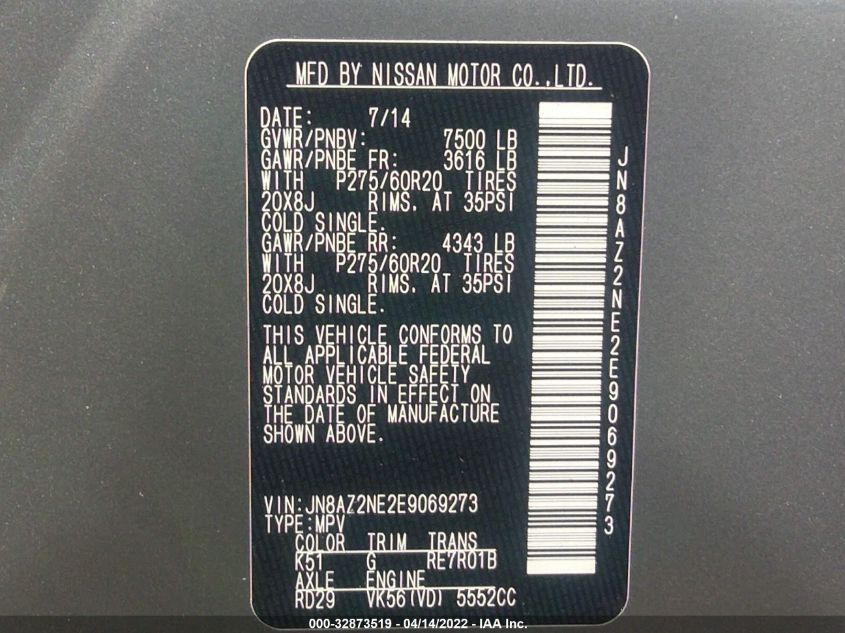 MFD BY NISSAN MOTOR CO.,LTD.
DATE: 7/14
GVWR/PNBV: 7500 LB
GAWR/PNBE FR: 3616 LB
WITH P275/60R20 TIRES
20X8J RIMS. AT 35PSI
COLD SINGLE.
GAWR/PNBE RR: 4343 LB
WITH P275/60R20 TIRES
20X8J RIMS. AT 35PSI
COLD SINGLE.
THIS VEHICLE CONFORMS TO
ALL APPLICABLE FEDERAL
MOTOR VEHICLE SAFETY
STANDARDS IN EFFECT ON
THE DATE OF MANUFACTURE
SHOWN ABOVE.
VIN:JN8AZ2NE2E9069273
TYPE:MPV
COLOR TRIM TRANS
K51 G RE7R01B
AXLE ENGINE
RD29 VK56(VD) 5552CC
JN8AZ2NE2E9069273
000-32873519 - 04/14/2022 - IAA Inc.